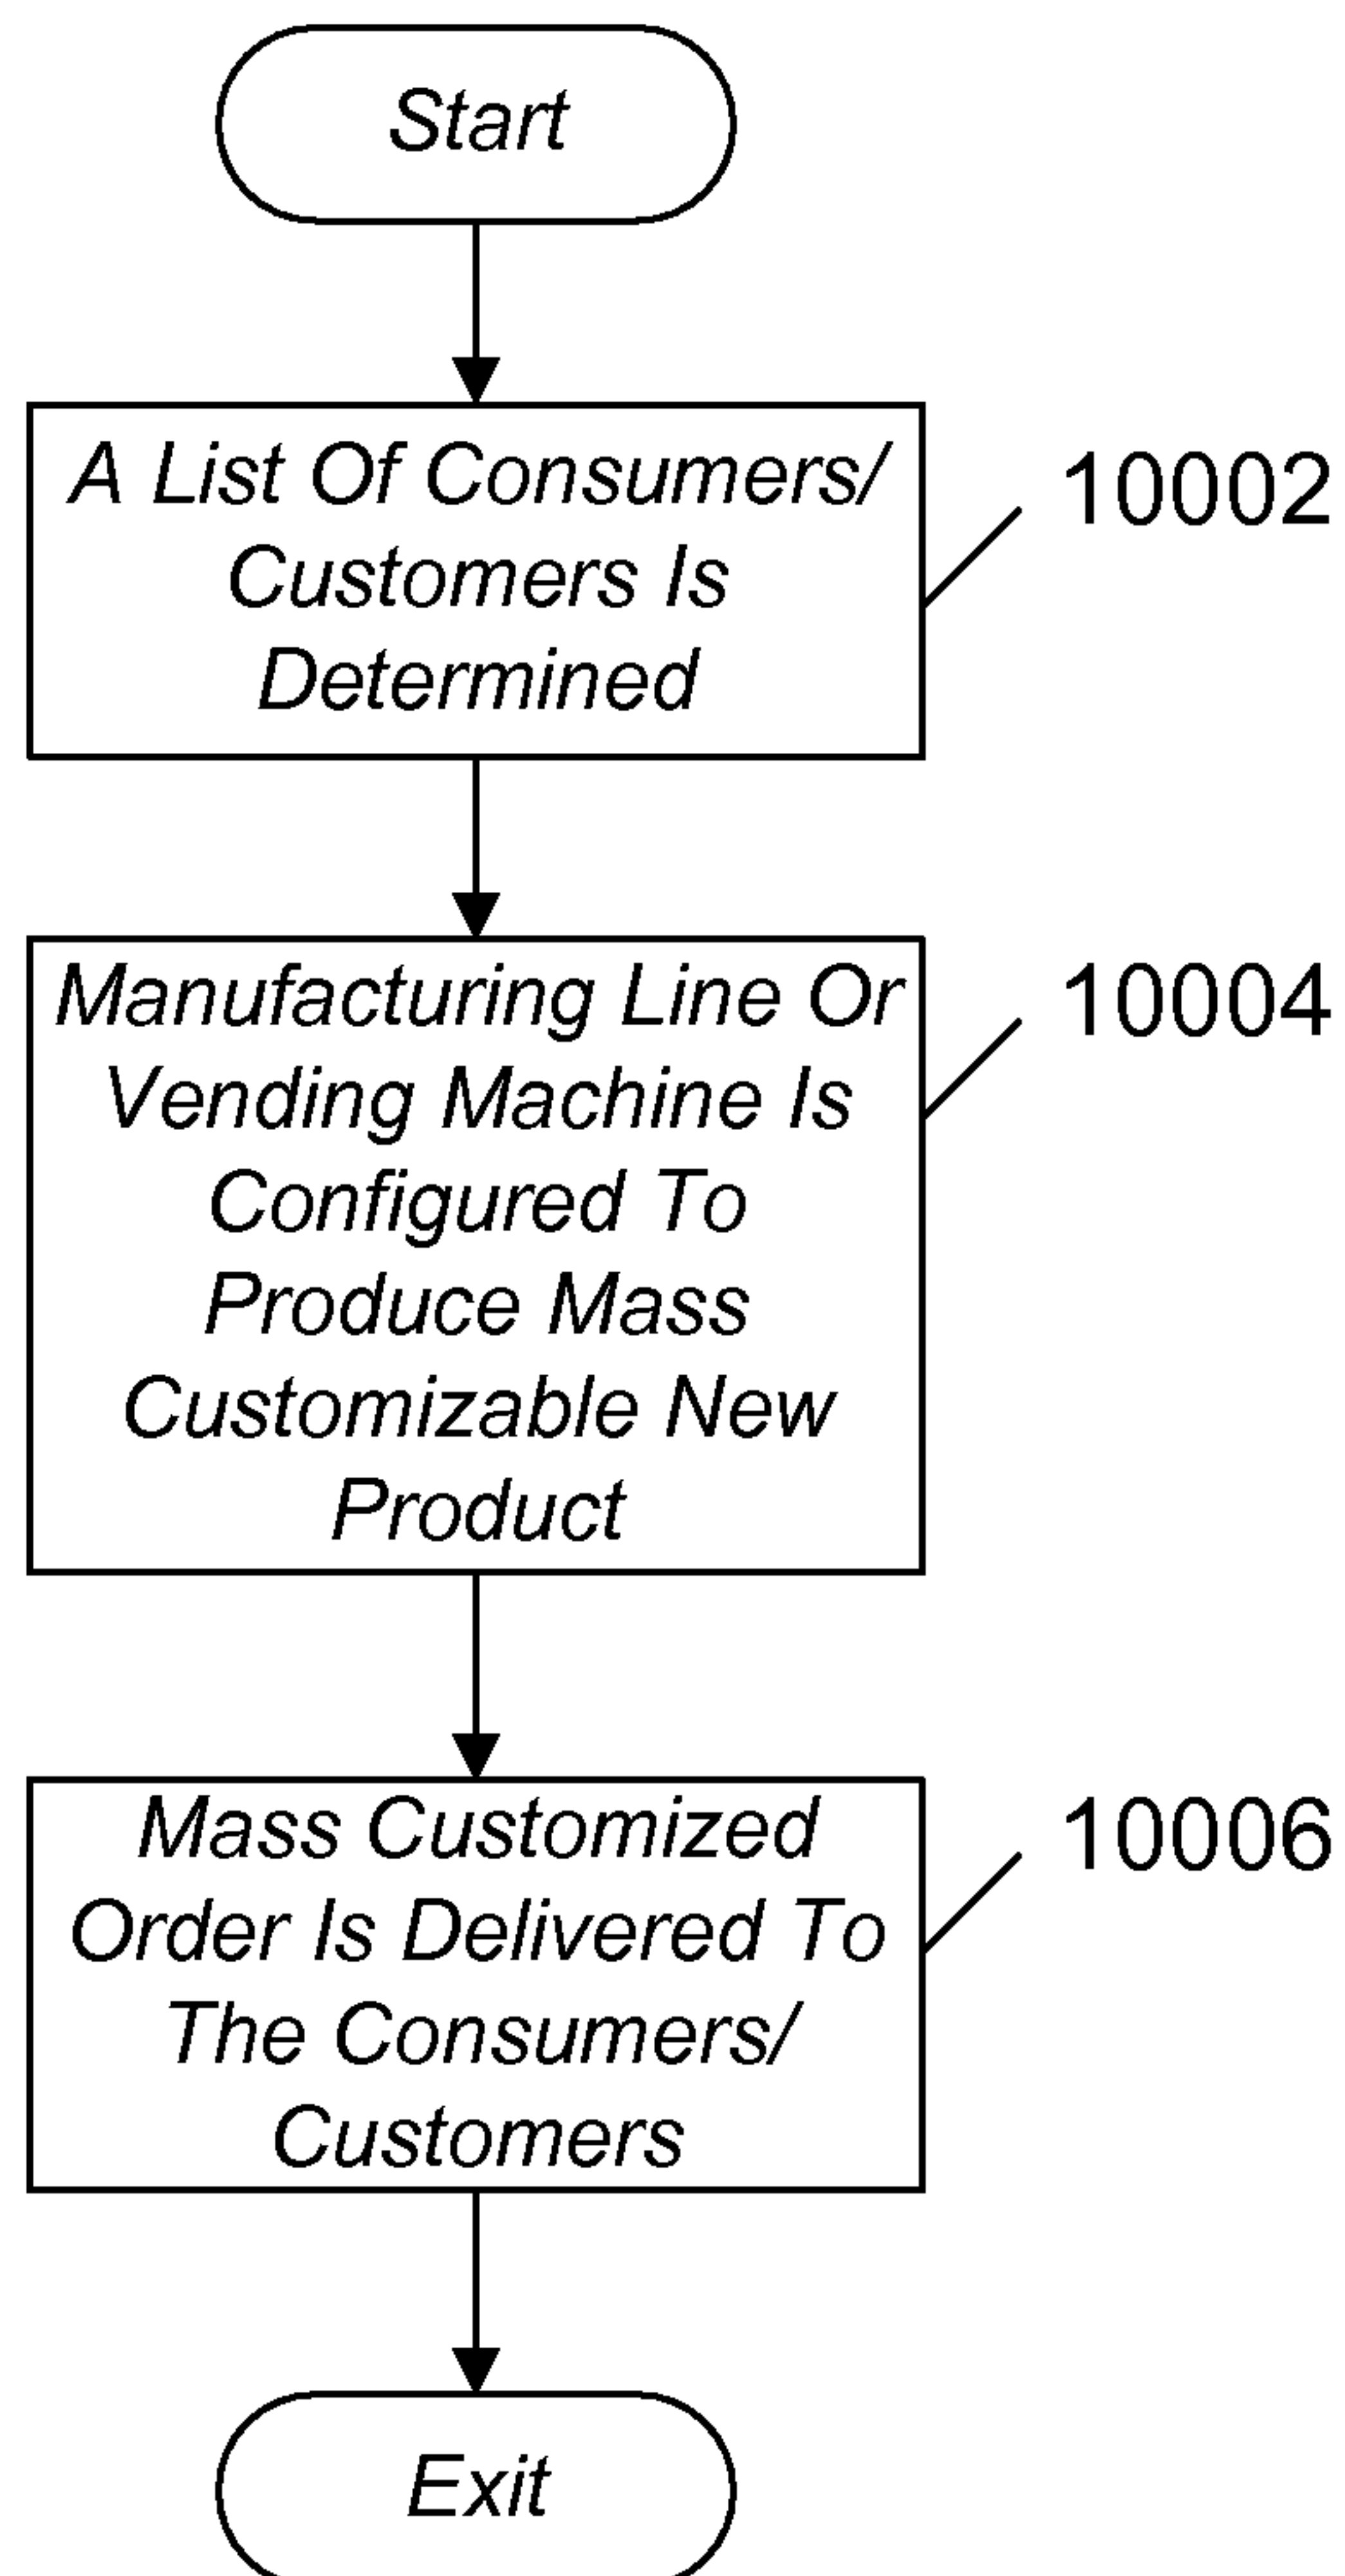 Start
A List Of Consumers/
Customers Is
Determined
10002
Manufacturing Line Or
Vending Machine Is
Configured To
Produce Mass
Customizable New
Product
10004
Mass Customized
Order Is Delivered To
The Consumers/
Customers
10006
Exit